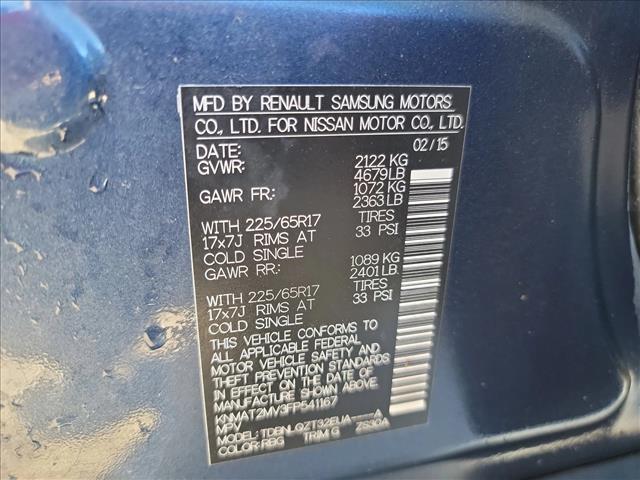 MFD BY RENAULT SAMSUNG MOTORS
CO., LTD. FOR NISSAN MOTOR CO., LTD.
DATE: 02/15
GVWR: 2122 KG
4679 LB
GAWR FR: 1072 KG
2363 LB
WITH 225/65R17 TIRES
17x7J RIMS AT 33 PSI
COLD SINGLE
GAWR RR: 1089 KG
2401 LB.
WITH 225/65R17 TIRES
17x7J RIMS AT 33 PSI
COLD SINGLE
THIS VEHICLE CONFORMS TO
ALL APPLICABLE FEDERAL
MOTOR VEHICLE SAFETY AND
THEFT PREVENTION STANDARDS
IN EFFECT ON THE DATE OF
MANUFACTURE SHOWN ABOVE.
KNMAT2MV3FP541167
MPV
MODEL: TDBNLQZT32EUA-----A
COLOR: RBG TRIM G ZS30A